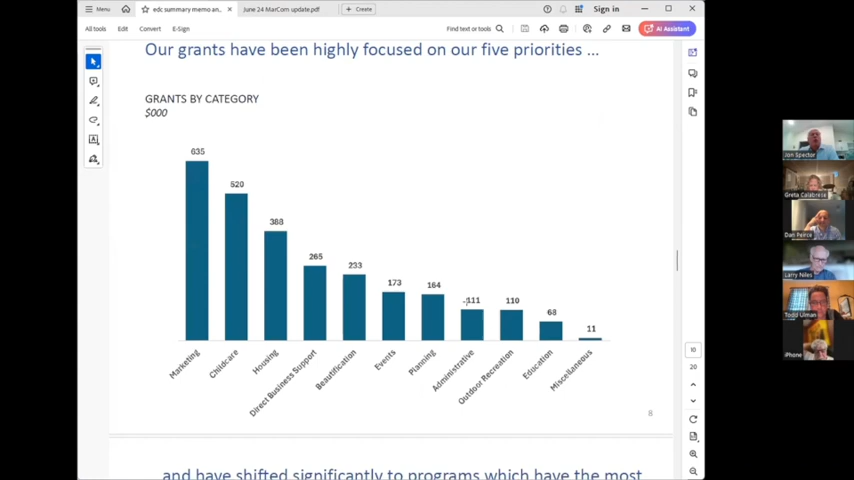 Menu
edc summary memo an...
June 24 MarCom update.pdf
Create
Sign in
All tools
Edit
Convert
E-Sign
Find text or tools
AI Assistant
Our grants have been highly focused on our five priorities ...
GRANTS BY CATEGORY
$000
635
520
388
265
233
173
164
111
110
68
11
Marketing
Childcare
Housing
Direct Business Support
Beautification
Events
Planning
Administrative
Outdoor Recreation
Education
Miscellaneous
8
and have shifted significantly to programs which have the most
10
20
Jon Spector
Greta Calabrese
Dan Peirce
Larry Niles
Todd Ulman
iPhone